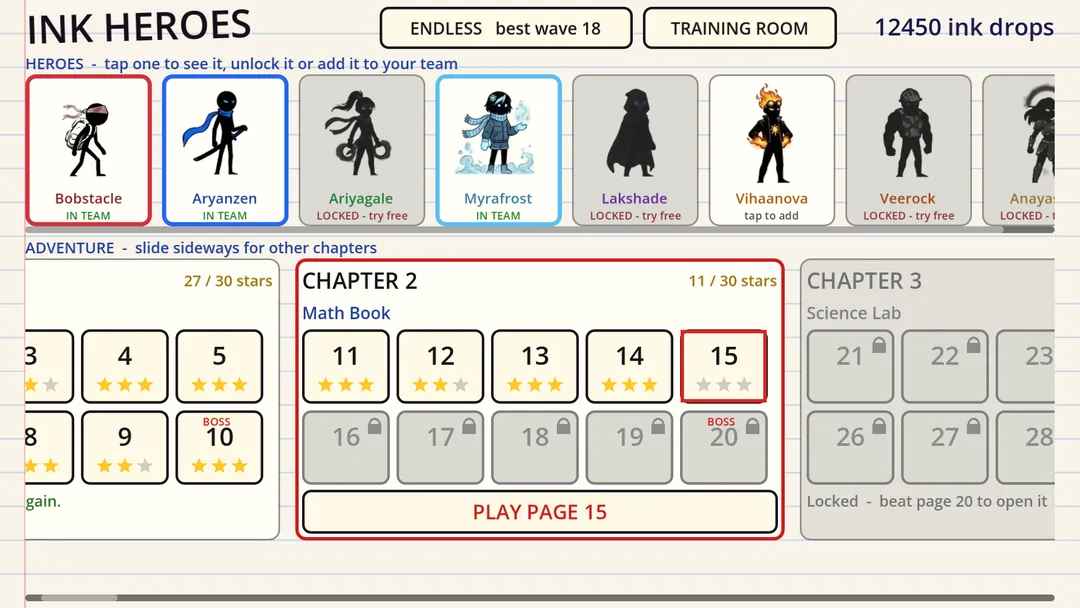 INK HEROES
ENDLESS best wave 18
TRAINING ROOM
12450 ink drops
HEROES - tap one to see it, unlock it or add it to your team
Bobstacle
IN TEAM
Aryanzen
IN TEAM
Ariyagale
LOCKED - try free
Myrafrost
IN TEAM
Lakshade
LOCKED - try free
Vihaanova
tap to add
Veerock
LOCKED - try free
Anayas
LOCKED - t
ADVENTURE - slide sideways for other chapters
27 / 30 stars
3
4
5
8
9
BOSS
10
gain.
CHAPTER 2
11 / 30 stars
Math Book
11
12
13
14
15
16
17
18
19
BOSS
20
PLAY PAGE 15
CHAPTER 3
Science Lab
21
22
23
26
27
28
Locked - beat page 20 to open it